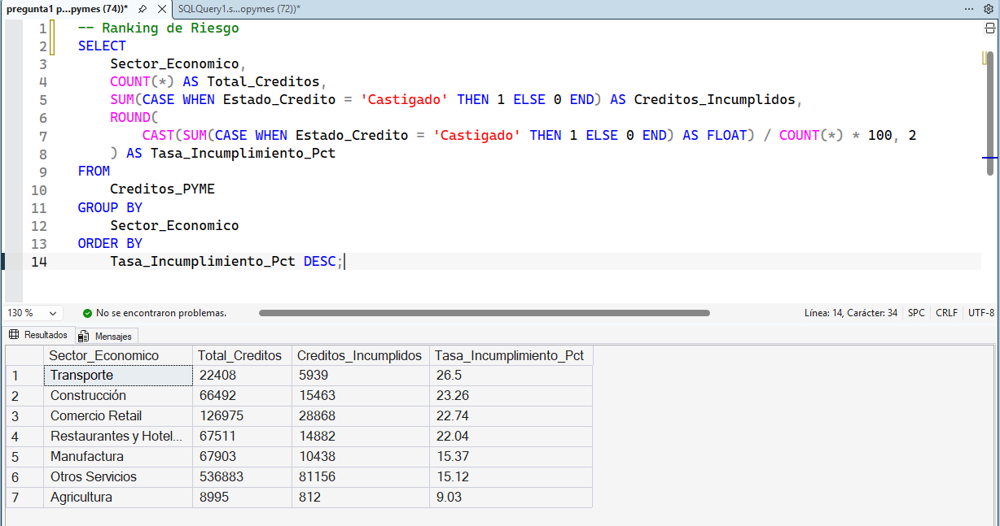 pregunta1 p...pymes (74))*
SQLQuery1.s...opymes (72))*
1 -- Ranking de Riesgo
2 SELECT
3 Sector_Economico,
4 COUNT(*) AS Total_Creditos,
5 SUM(CASE WHEN Estado_Credito = 'Castigado' THEN 1 ELSE 0 END) AS Creditos_Incumplidos,
6 ROUND(
7 CAST(SUM(CASE WHEN Estado_Credito = 'Castigado' THEN 1 ELSE 0 END) AS FLOAT) / COUNT(*) * 100, 2
8 ) AS Tasa_Incumplimiento_Pct
9 FROM
10 Creditos_PYME
11 GROUP BY
12 Sector_Economico
13 ORDER BY
14 Tasa_Incumplimiento_Pct DESC;
130 % No se encontraron problemas. Línea: 14, Carácter: 34 SPC CRLF UTF-8
Resultados Mensajes
Sector_Economico Total_Creditos Creditos_Incumplidos Tasa_Incumplimiento_Pct
1 Transporte 22408 5939 26.5
2 Construcción 66492 15463 23.26
3 Comercio Retail 126975 28868 22.74
4 Restaurantes y Hotel... 67511 14882 22.04
5 Manufactura 67903 10438 15.37
6 Otros Servicios 536883 81156 15.12
7 Agricultura 8995 812 9.03